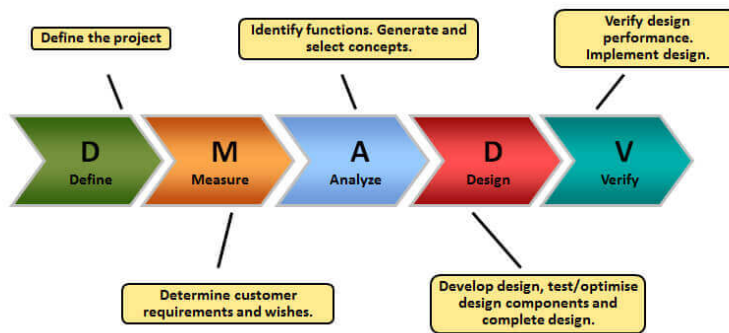 Define the project
Identify functions. Generate and
select concepts.
Verify design
performance.
Implement design.
D
Define
M
Measure
A
Analyze
D
Design
V
Verify
Determine customer
requirements and wishes.
Develop design, test/optimise
design components and
complete design.